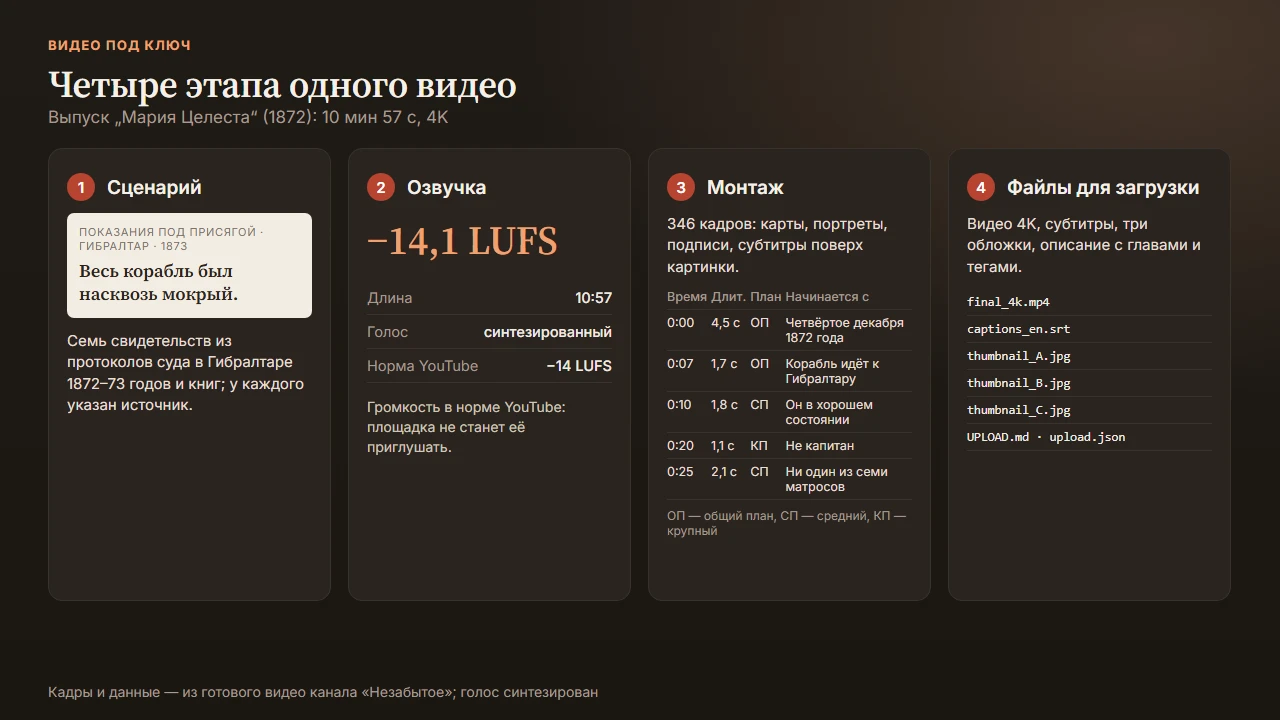 ВИДЕО ПОД КЛЮЧ
Четыре этапа одного видео
Выпуск „Мария Целеста“ (1872): 10 мин 57 с, 4K
1 Сценарий
ПОКАЗАНИЯ ПОД ПРИСЯГОЙ ·
ГИБРАЛТАР · 1873
Весь корабль был
насквозь мокрый.
Семь свидетельств из
протоколов суда в Гибралтаре
1872–73 годов и книг; у каждого
указан источник.
2 Озвучка
−14,1 LUFS
Длина 10:57
Голос синтезированный
Норма YouTube −14 LUFS
Громкость в норме YouTube:
площадка не станет её
приглушать.
3 Монтаж
346 кадров: карты, портреты,
подписи, субтитры поверх
картинки.
Время Длит. План Начинается с
0:00 4,5 с ОП Четвёртое декабря
1872 года
0:07 1,7 с ОП Корабль идёт к
Гибралтару
0:10 1,8 с СП Он в хорошем
состоянии
0:20 1,1 с КП Не капитан
0:25 2,1 с СП Ни один из семи
матросов
ОП — общий план, СП — средний, КП —
крупный
4 Файлы для загрузки
Видео 4K, субтитры, три
обложки, описание с главами и
тегами.
final_4k.mp4
captions_en.srt
thumbnail_A.jpg
thumbnail_B.jpg
thumbnail_C.jpg
UPLOAD.md · upload.json
Кадры и данные — из готового видео канала «Незабытое»; голос синтезирован